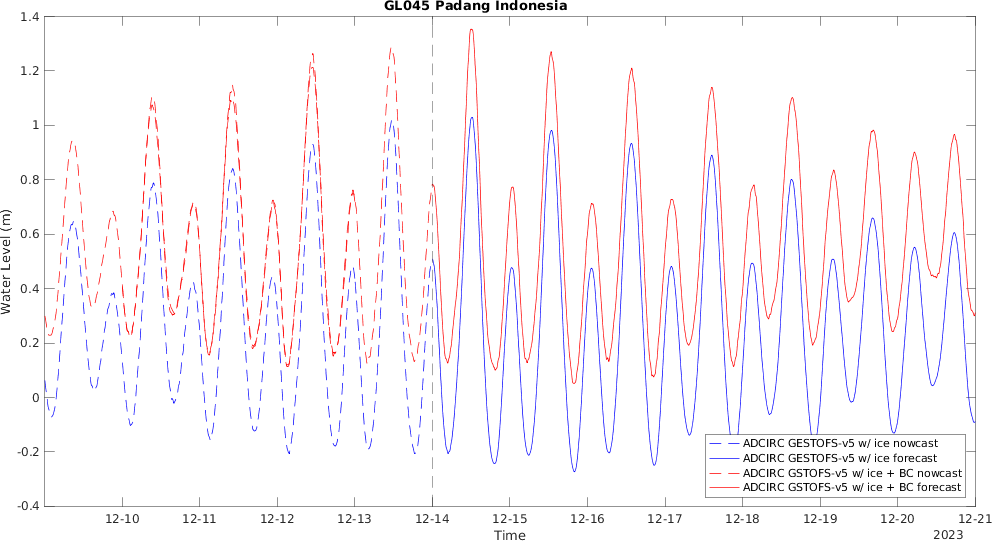 GL045 Padang Indonesia
1.4
1.2
1
0.8
0.6
0.4
0.2
0
-0.2
-0.4
Water Level (m)
ADCIRC GESTOFS-v5 w/ ice nowcast
ADCIRC GESTOFS-v5 w/ ice forecast
ADCIRC GSTOFS-v5 w/ ice + BC nowcast
ADCIRC GSTOFS-v5 w/ ice + BC forecast
12-10 12-11 12-12 12-13 12-14 12-15 12-16 12-17 12-18 12-19 12-20 12-21
Time
2023